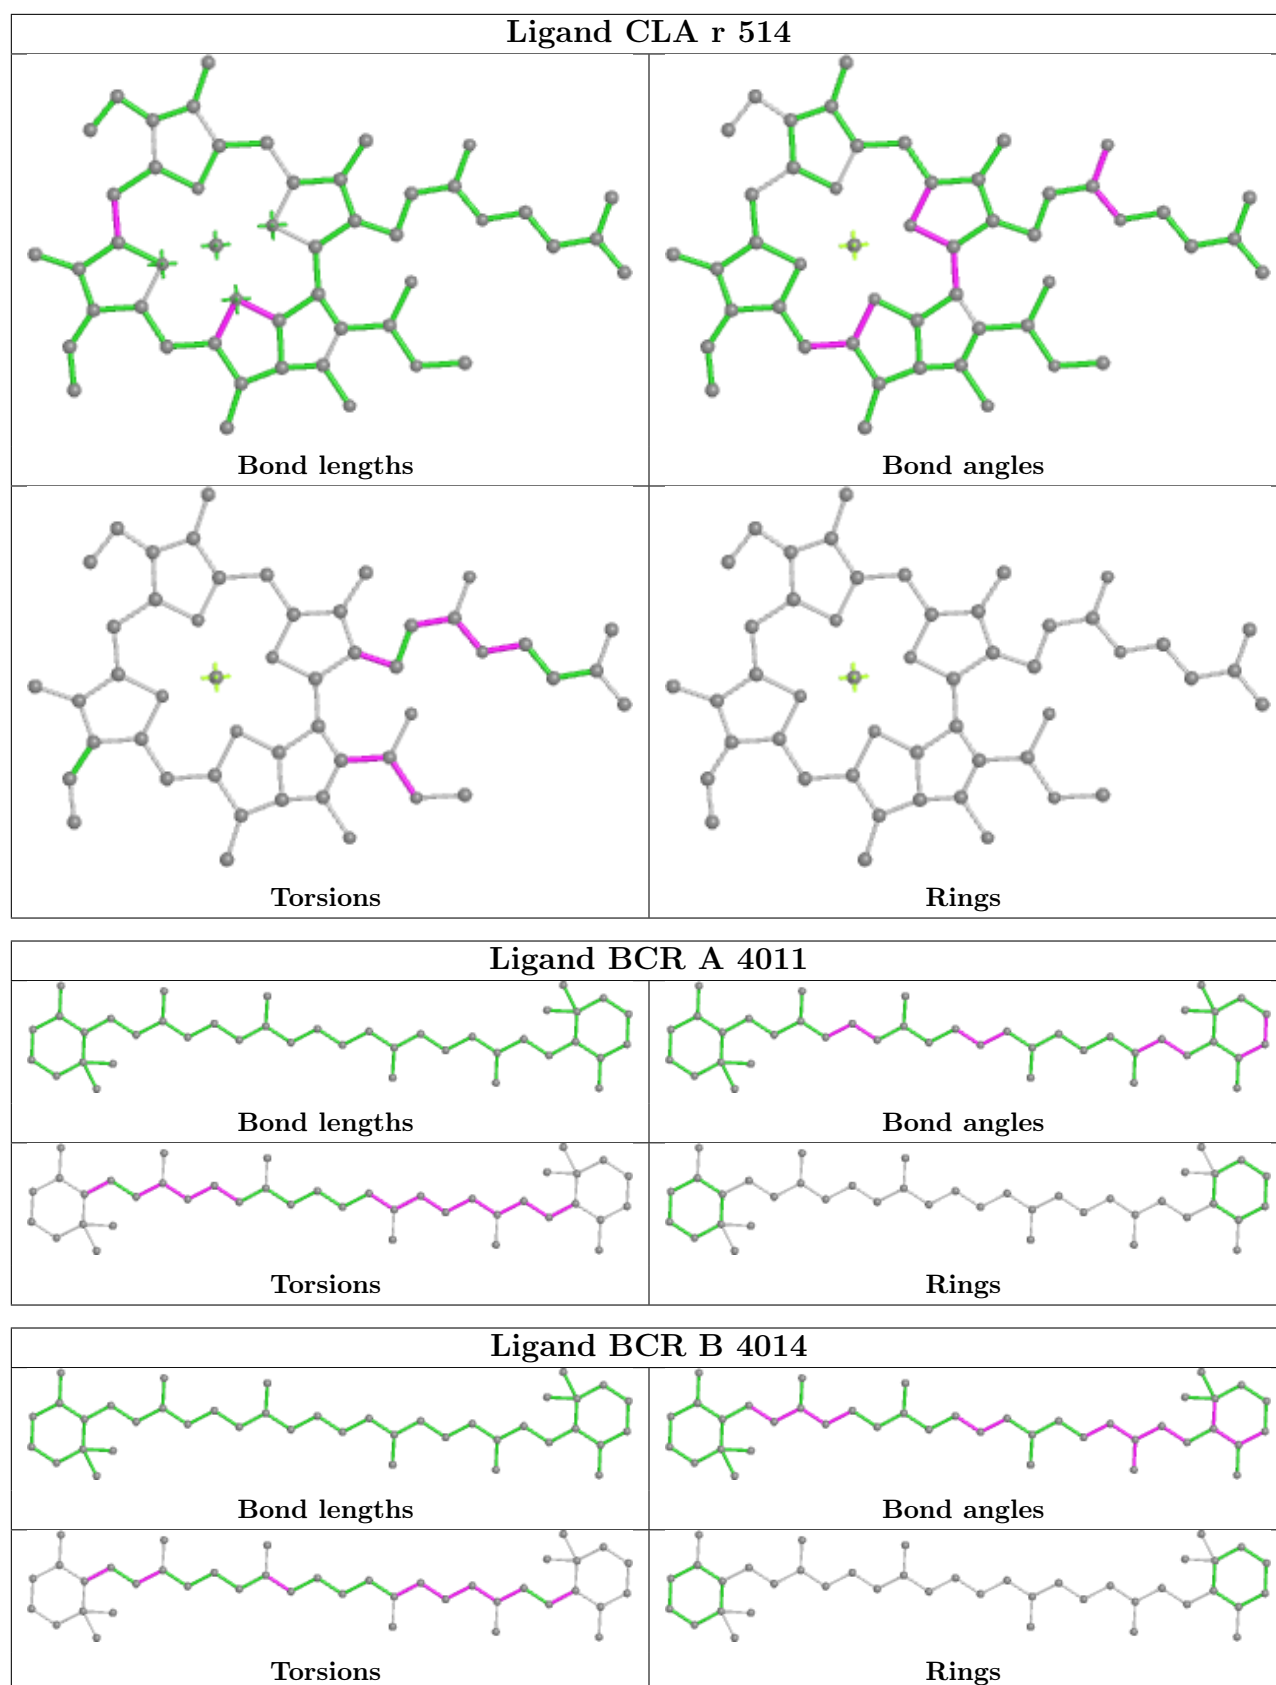 Ligand CLA r 514
Bond lengths
Bond angles
Torsions
Rings
Ligand BCR A 4011
Bond lengths
Bond angles
Torsions
Rings
Ligand BCR B 4014
Bond lengths
Bond angles
Torsions
Rings